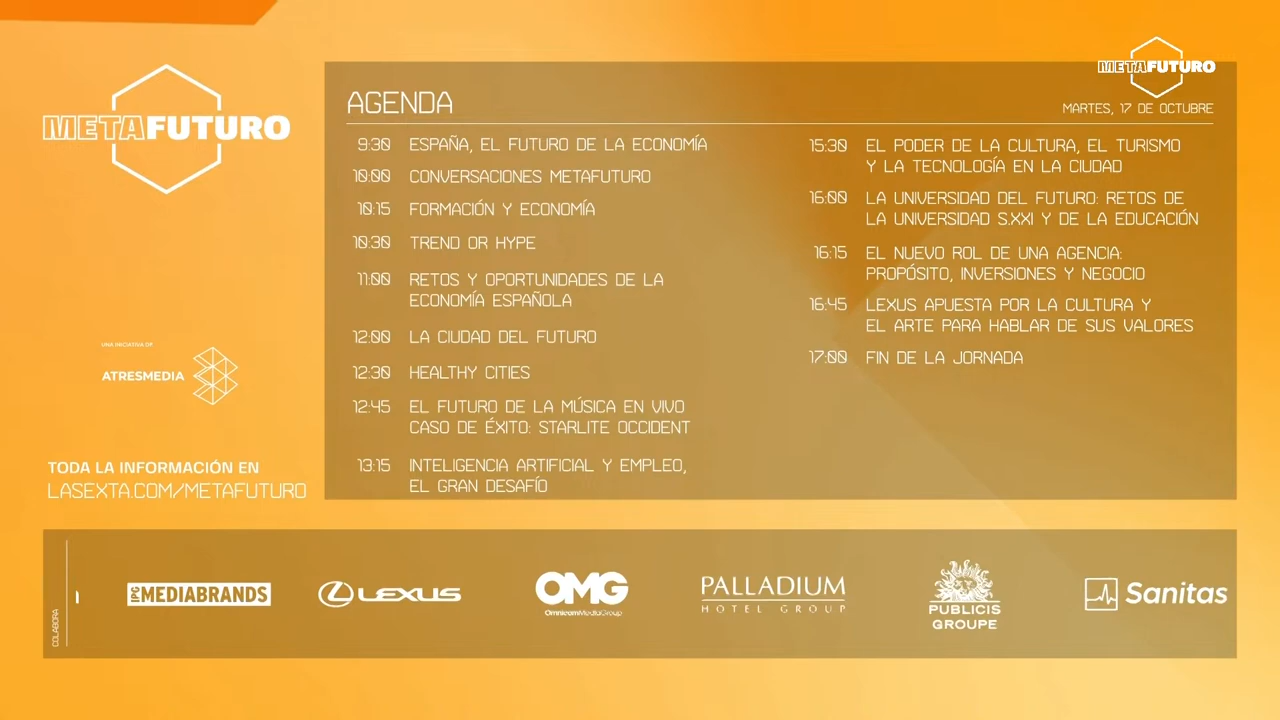 METAFUTURO
METAFUTURO
AGENDA
MARTES, 17 DE OCTUBRE
9:30 ESPAÑA, EL FUTURO DE LA ECONOMÍA
10:00 CONVERSACIONES METAFUTURO
10:15 FORMACIÓN Y ECONOMÍA
10:30 TREND OR HYPE
11:00 RETOS Y OPORTUNIDADES DE LA
ECONOMÍA ESPAÑOLA
12:00 LA CIUDAD DEL FUTURO
12:30 HEALTHY CITIES
12:45 EL FUTURO DE LA MÚSICA EN VIVO
CASO DE ÉXITO: STARLITE OCCIDENT
13:15 INTELIGENCIA ARTIFICIAL Y EMPLEO,
EL GRAN DESAFÍO
15:30 EL PODER DE LA CULTURA, EL TURISMO
Y LA TECNOLOGÍA EN LA CIUDAD
16:00 LA UNIVERSIDAD DEL FUTURO: RETOS DE
LA UNIVERSIDAD S.XXI Y DE LA EDUCACIÓN
16:15 EL NUEVO ROL DE UNA AGENCIA:
PROPÓSITO, INVERSIONES Y NEGOCIO
16:45 LEXUS APUESTA POR LA CULTURA Y
EL ARTE PARA HABLAR DE SUS VALORES
17:00 FIN DE LA JORNADA
UNA INICIATIVA DE
ATRESMEDIA
TODA LA INFORMACIÓN EN
LASEXTA.COM/METAFUTURO
COLABORA
IPG MEDIABRANDS
LEXUS
OMG
OmnicomMediaGroup
PALLADIUM
HOTEL GROUP
PUBLICIS
GROUPE
Sanitas